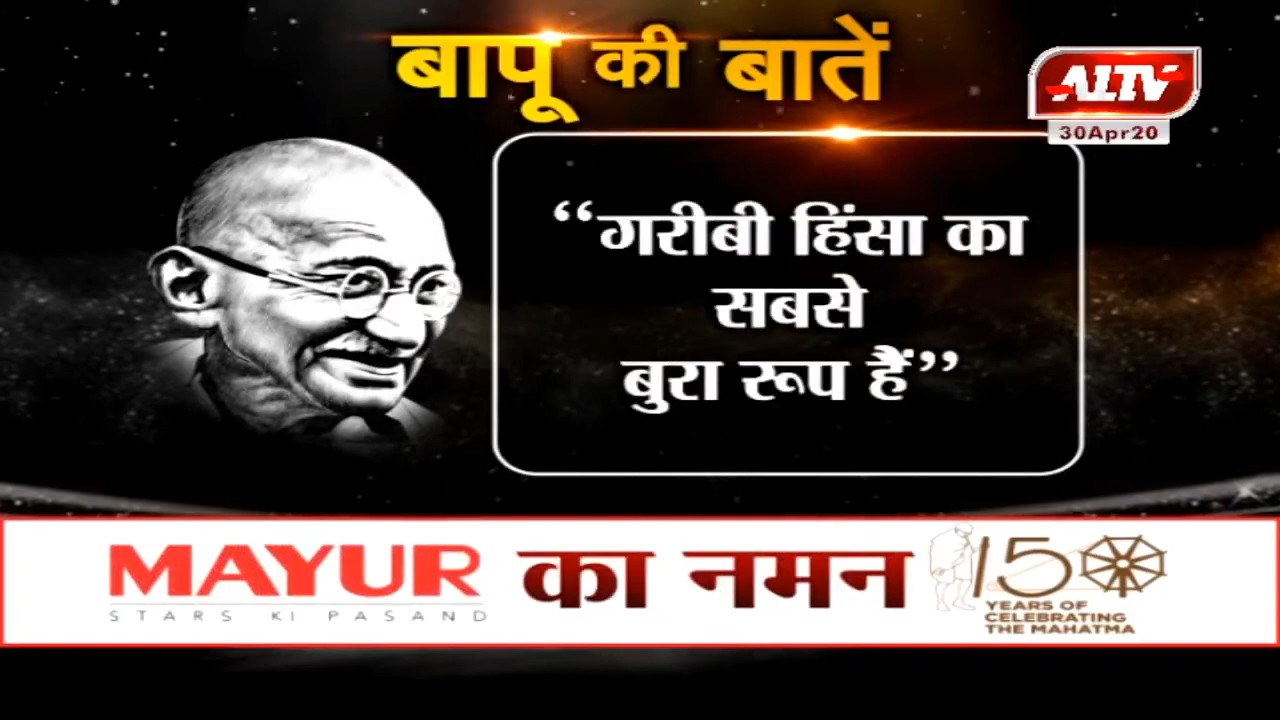 बापू की बातें
ALTV
30Apr20
“गरीबी हिंसा का
सबसे
बुरा रूप हैं”
MAYUR का नमन
STARS KI PASAND
150
YEARS OF
CELEBRATING
THE MAHATMA